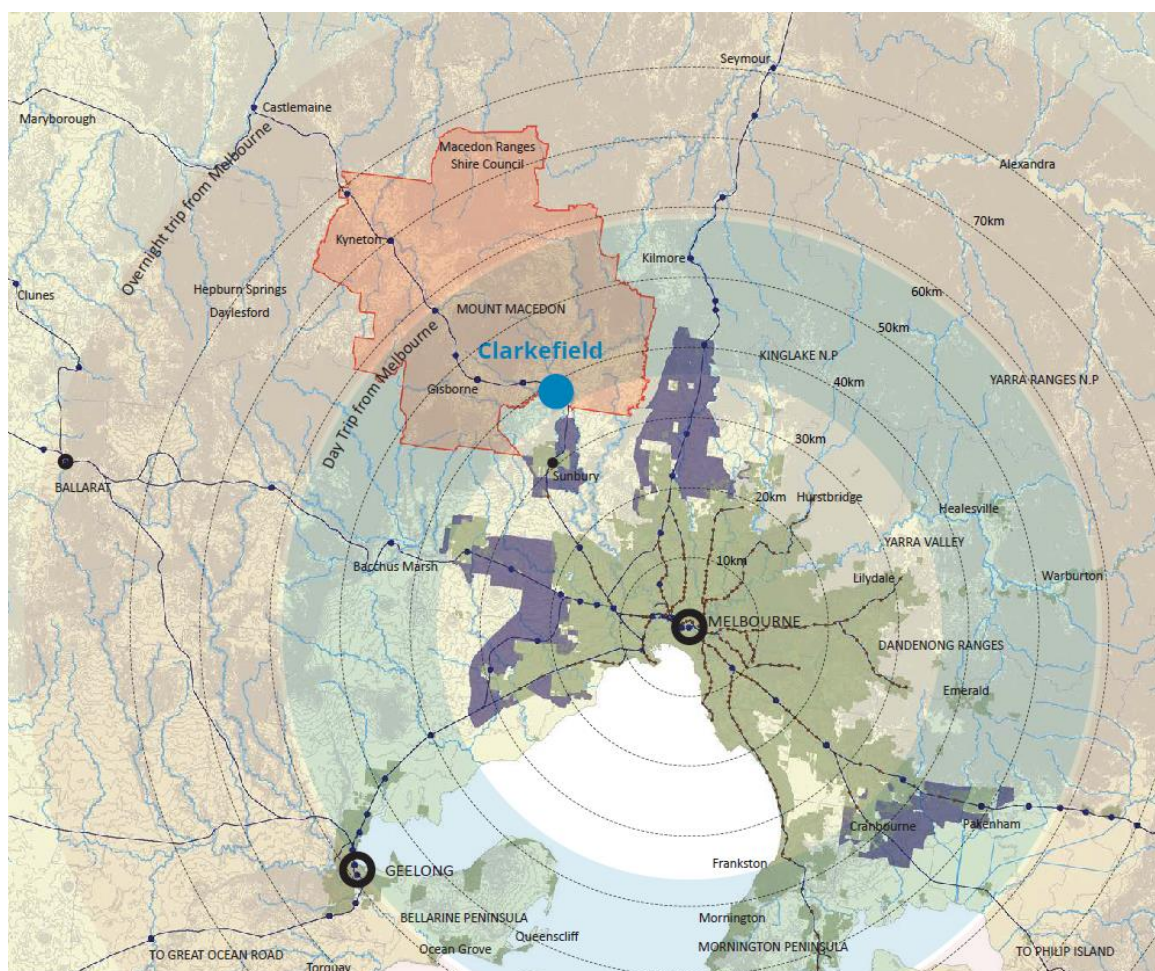 Seymour
Castlemaine
Maryborough
Overnight trip from Melbourne
Macedon Ranges
Shire Council
Alexandra
70km
Kyneton
Kilmore
60km
Hepburn Springs
Daylesford
Clunes
MOUNT MACEDON
50km
Day Trip from Melbourne
Clarkefield
KINGLAKE N.P
40km
YARRA RANGES N.P
Gisborne
30km
BALLARAT
Sunbury
20km
Hurstbridge
Healesville
YARRA VALLEY
10km
Bacchus Marsh
Lilydale
Warburton
MELBOURNE
DANDENONG RANGES
Emerald
Cranbourne
Pakenham
Frankston
GEELONG
BELLARINE PENINSULA
Mornington
Queenscliff
Ocean Grove
MORNINGTON PENINSULA
TO GREAT OCEAN ROAD
TO PHILIP ISLAND
Torquay